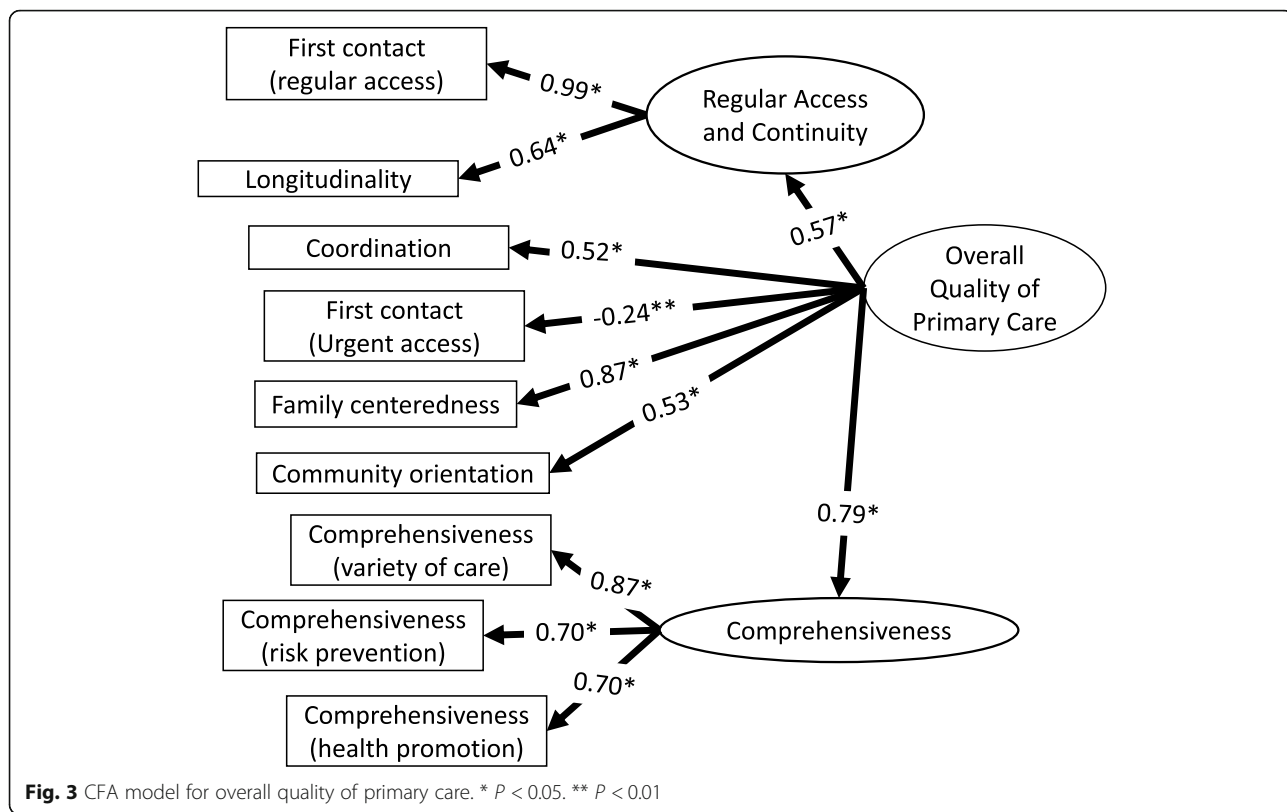 First contact
(regular access)
0.99*
Regular Access
and Continuity
0.64*
Longitudinality
0.57*
Coordination
0.52*
Overall
Quality of
Primary Care
First contact
(Urgent access)
-0.24**
Family centeredness
0.87*
0.53*
Community orientation
0.79*
Comprehensiveness
(variety of care)
0.87*
Comprehensiveness
(risk prevention)
0.70*
Comprehensiveness
0.70*
Comprehensiveness
(health promotion)
Fig. 3 CFA model for overall quality of primary care. * P < 0.05. ** P < 0.01